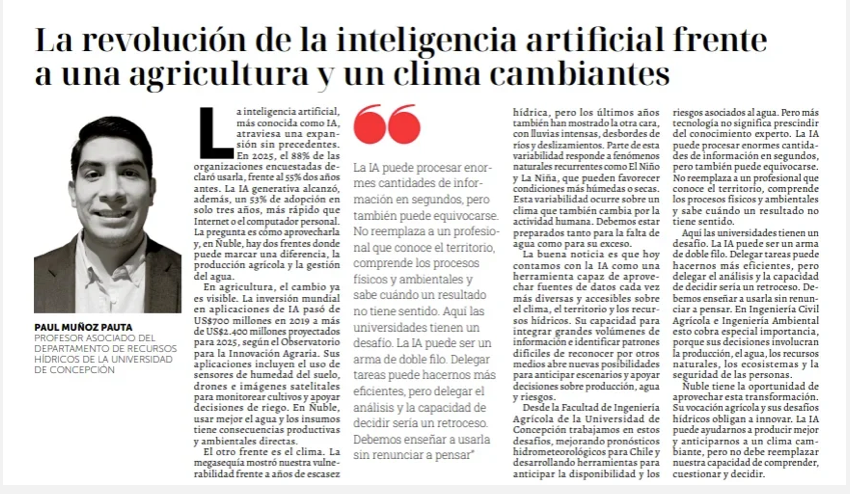 La revolución de la inteligencia artificial frente
a una agricultura y un clima cambiantes
PAUL MUÑOZ PAUTA
PROFESOR ASOCIADO DEL
DEPARTAMENTO DE RECURSOS
HÍDRICOS DE LA UNIVERSIDAD
DE CONCEPCIÓN
La inteligencia artificial,
más conocida como IA,
atraviesa una expan-
sión sin precedentes.
En 2025, el 88% de las
organizaciones encuestadas de-
claró usarla, frente al 55% dos años
antes. La IA generativa alcanzó,
además, un 53% de adopción en
solo tres años, más rápido que
Internet o el computador personal.
La pregunta es cómo aprovecharla
y, en Ñuble, hay dos frentes donde
puede marcar una diferencia, la
producción agrícola y la gestión
del agua.
En agricultura, el cambio ya
es visible. La inversión mundial
en aplicaciones de IA pasó de
US$700 millones en 2019 a más
de US$2.400 millones proyectados
para 2025, según el Observatorio
para la Innovación Agraria. Sus
aplicaciones incluyen el uso de
sensores de humedad del suelo,
drones e imágenes satelitales
para monitorear cultivos y apoyar
decisiones de riego. En Ñuble,
usar mejor el agua y los insumos
tiene consecuencias productivas
y ambientales directas.
El otro frente es el clima. La
megasequía mostró nuestra vulne-
rabilidad frente a años de escasez
“
La IA puede procesar enor-
mes cantidades de infor-
mación en segundos, pero
también puede equivocarse.
No reemplaza a un profesio-
nal que conoce el territorio,
comprende los procesos
físicos y ambientales y
sabe cuándo un resultado
no tiene sentido. Aquí las
universidades tienen un
desafío. La IA puede ser un
arma de doble filo. Delegar
tareas puede hacernos más
eficientes, pero delegar el
análisis y la capacidad de
decidir sería un retroceso.
Debemos enseñar a usarla
sin renunciar a pensar"
hídrica, pero los últimos años
también han mostrado la otra cara,
con lluvias intensas, desbordes de
ríos y deslizamientos. Parte de esta
variabilidad responde a fenómenos
naturales recurrentes como El Niño
y La Niña, que pueden favorecer
condiciones más húmedas o secas.
Esta variabilidad ocurre sobre un
clima que también cambia por la
actividad humana. Debemos estar
preparados tanto para la falta de
agua como para su exceso.
La buena noticia es que hoy
contamos con la IA como una
herramienta capaz de aprove-
char fuentes de datos cada vez
más diversas y accesibles sobre
el clima, el territorio y los recur-
sos hídricos. Su capacidad para
integrar grandes volúmenes de
información e identificar patrones
difíciles de reconocer por otros
medios abre nuevas posibilidades
para anticipar escenarios y apoyar
decisiones sobre producción, agua
y riesgos.
Desde la Facultad de Ingeniería
Agrícola de la Universidad de
Concepción trabajamos en estos
desafíos, mejorando pronósticos
hidrometeorológicos para Chile y
desarrollando herramientas para
anticipar la disponibilidad y los
riesgos asociados al agua. Pero más
tecnología no significa prescindir
del conocimiento experto. La IA
puede procesar enormes cantida-
des de información en segundos,
pero también puede equivocarse.
No reemplaza a un profesional que
conoce el territorio, comprende
los procesos físicos y ambientales
y sabe cuándo un resultado no
tiene sentido.
Aquí las universidades tienen un
desafío. La IA puede ser un arma
de doble filo. Delegar tareas puede
hacernos más eficientes, pero
delegar el análisis y la capacidad
de decidir sería un retroceso. De-
bemos enseñar a usarla sin renun-
ciar a pensar. En Ingeniería Civil
Agrícola e Ingeniería Ambiental
esto cobra especial importancia,
porque sus decisiones involucran
la producción, el agua, los recursos
naturales, los ecosistemas y la
seguridad de las personas.
Ñuble tiene la oportunidad de
aprovechar esta transformación.
Su vocación agrícola y sus desafíos
hídricos obligan a innovar. La IA
puede ayudarnos a producir mejor
y anticiparnos a un clima cam-
biante, pero no debe reemplazar
nuestra capacidad de comprender,
cuestionar y decidir.